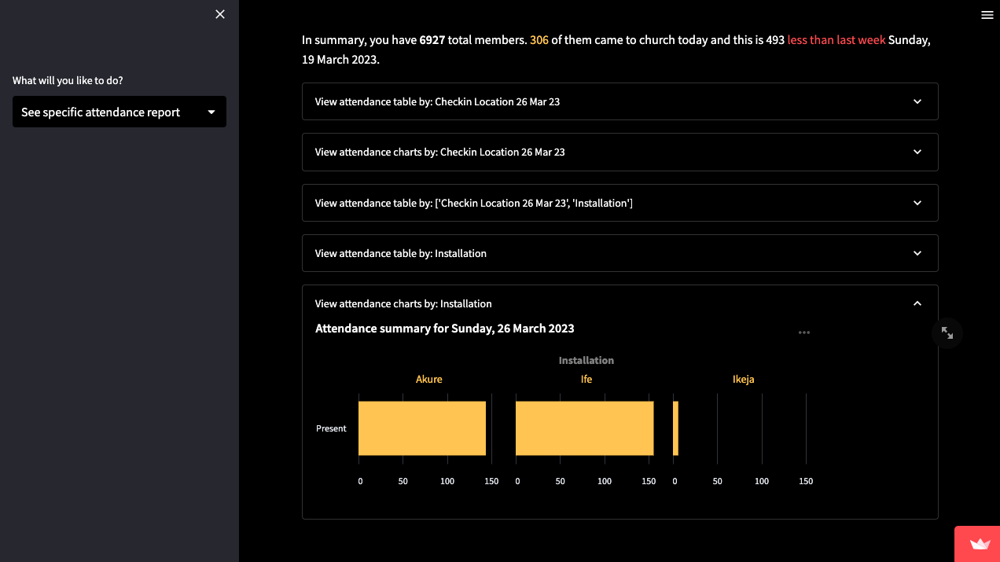 What will you like to do?
See specific attendance report
In summary, you have 6927 total members. 306 of them came to church today and this is 493 less than last week Sunday,
19 March 2023.
View attendance table by: Checkin Location 26 Mar 23
View attendance charts by: Checkin Location 26 Mar 23
View attendance table by: ['Checkin Location 26 Mar 23', 'Installation']
View attendance table by: Installation
View attendance charts by: Installation
Attendance summary for Sunday, 26 March 2023
Installation
Akure Ife Ikeja
Present
0 50 100 150 0 50 100 150 0 50 100 150